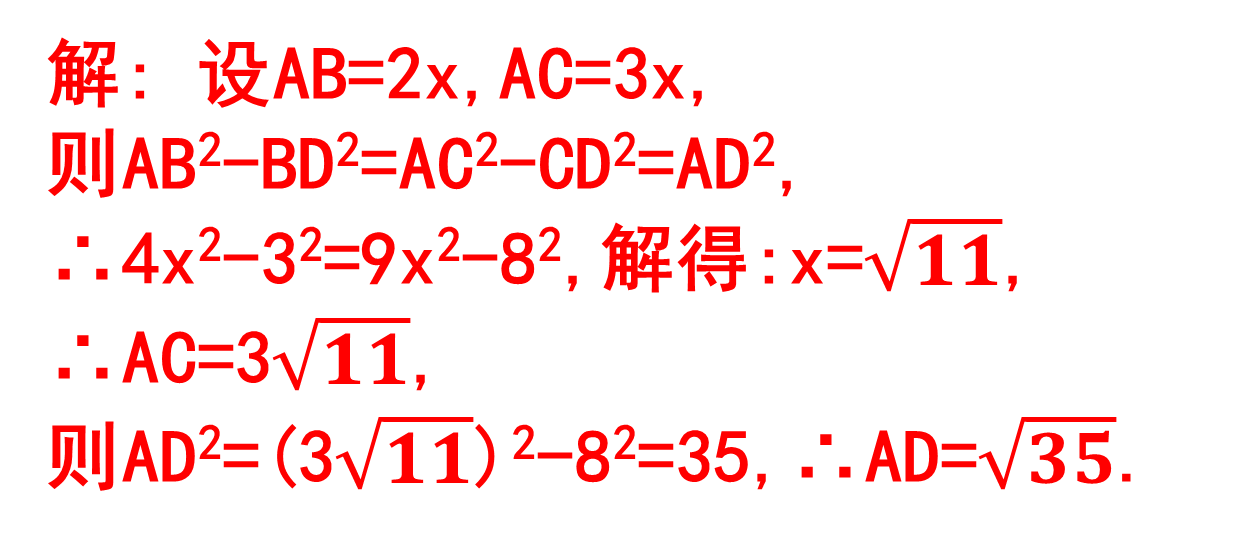 解: 设AB=2x,AC=3x,
则AB²-BD²=AC²-CD²=AD²,
∴4x²-3²=9x²-8²,解得:x=√11,
∴AC=3√11,
则AD²=(3√11)²-8²=35,∴AD=√35.